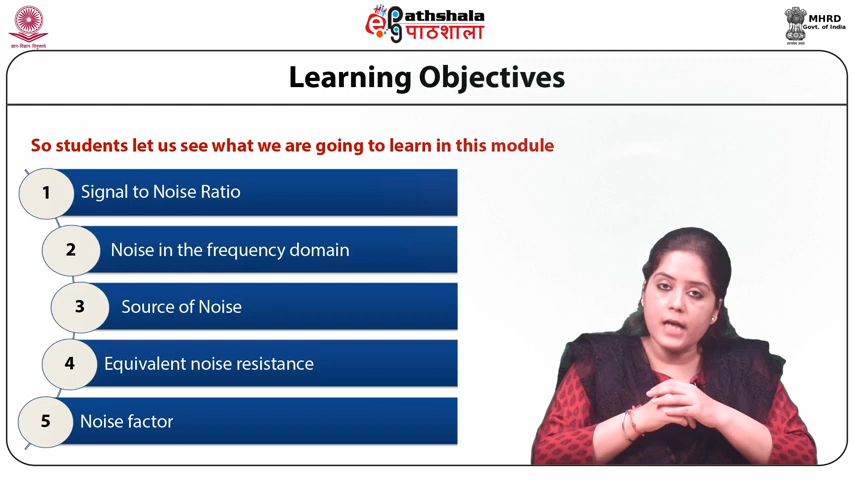 ज्ञान-विज्ञान विमुक्तये
e
Pathshala
पाठशाला
MHRD
Govt. of India
Learning Objectives
So students let us see what we are going to learn in this module
1 Signal to Noise Ratio
2 Noise in the frequency domain
3 Source of Noise
4 Equivalent noise resistance
5 Noise factor